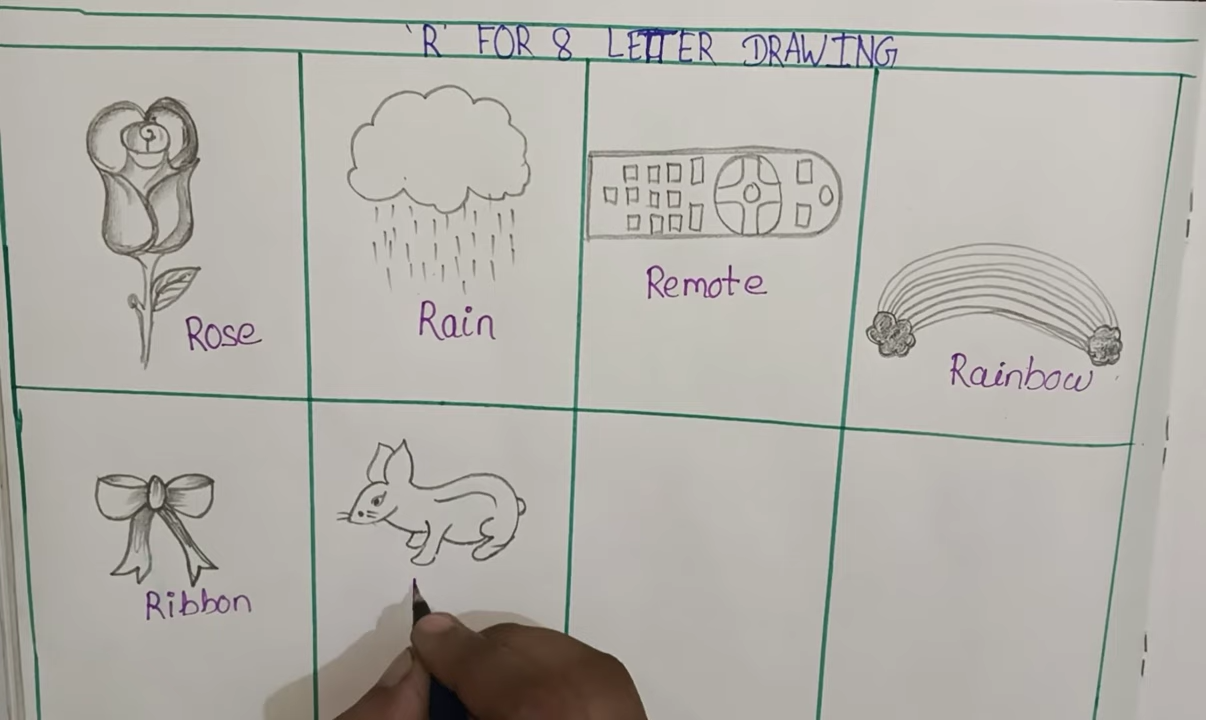 'R' FOR 8 LETTER DRAWING
Rose
Rain
Remote
Rainbow
Ribbon